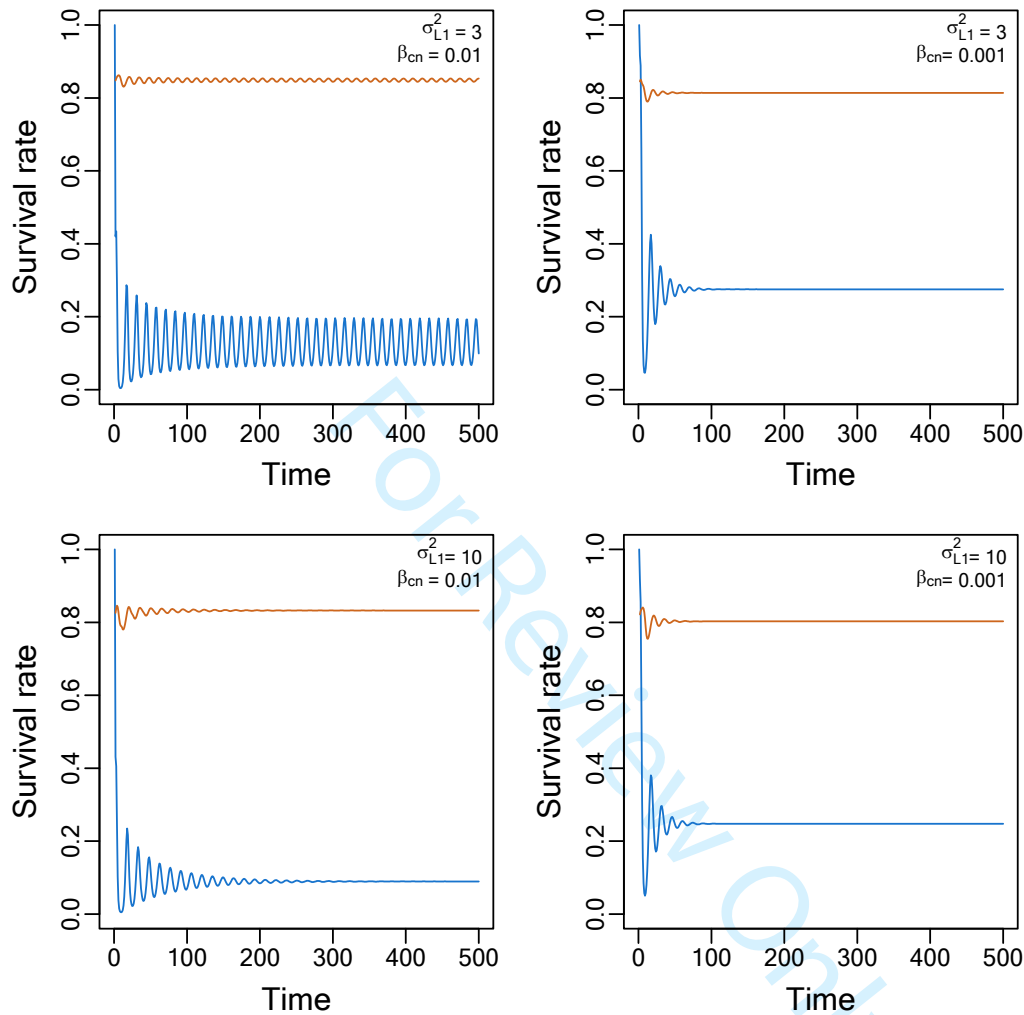 σ²L1 = 3
βcn = 0.01
Survival rate
0.0 0.2 0.4 0.6 0.8 1.0
0 100 200 300 400 500
Time
σ²L1 = 3
βcn= 0.001
Survival rate
0.0 0.2 0.4 0.6 0.8 1.0
0 100 200 300 400 500
Time
σ²L1= 10
βcn = 0.01
Survival rate
0.0 0.2 0.4 0.6 0.8 1.0
0 100 200 300 400 500
Time
σ²L1= 10
βcn= 0.001
Survival rate
0.0 0.2 0.4 0.6 0.8 1.0
0 100 200 300 400 500
Time
For Review Onl